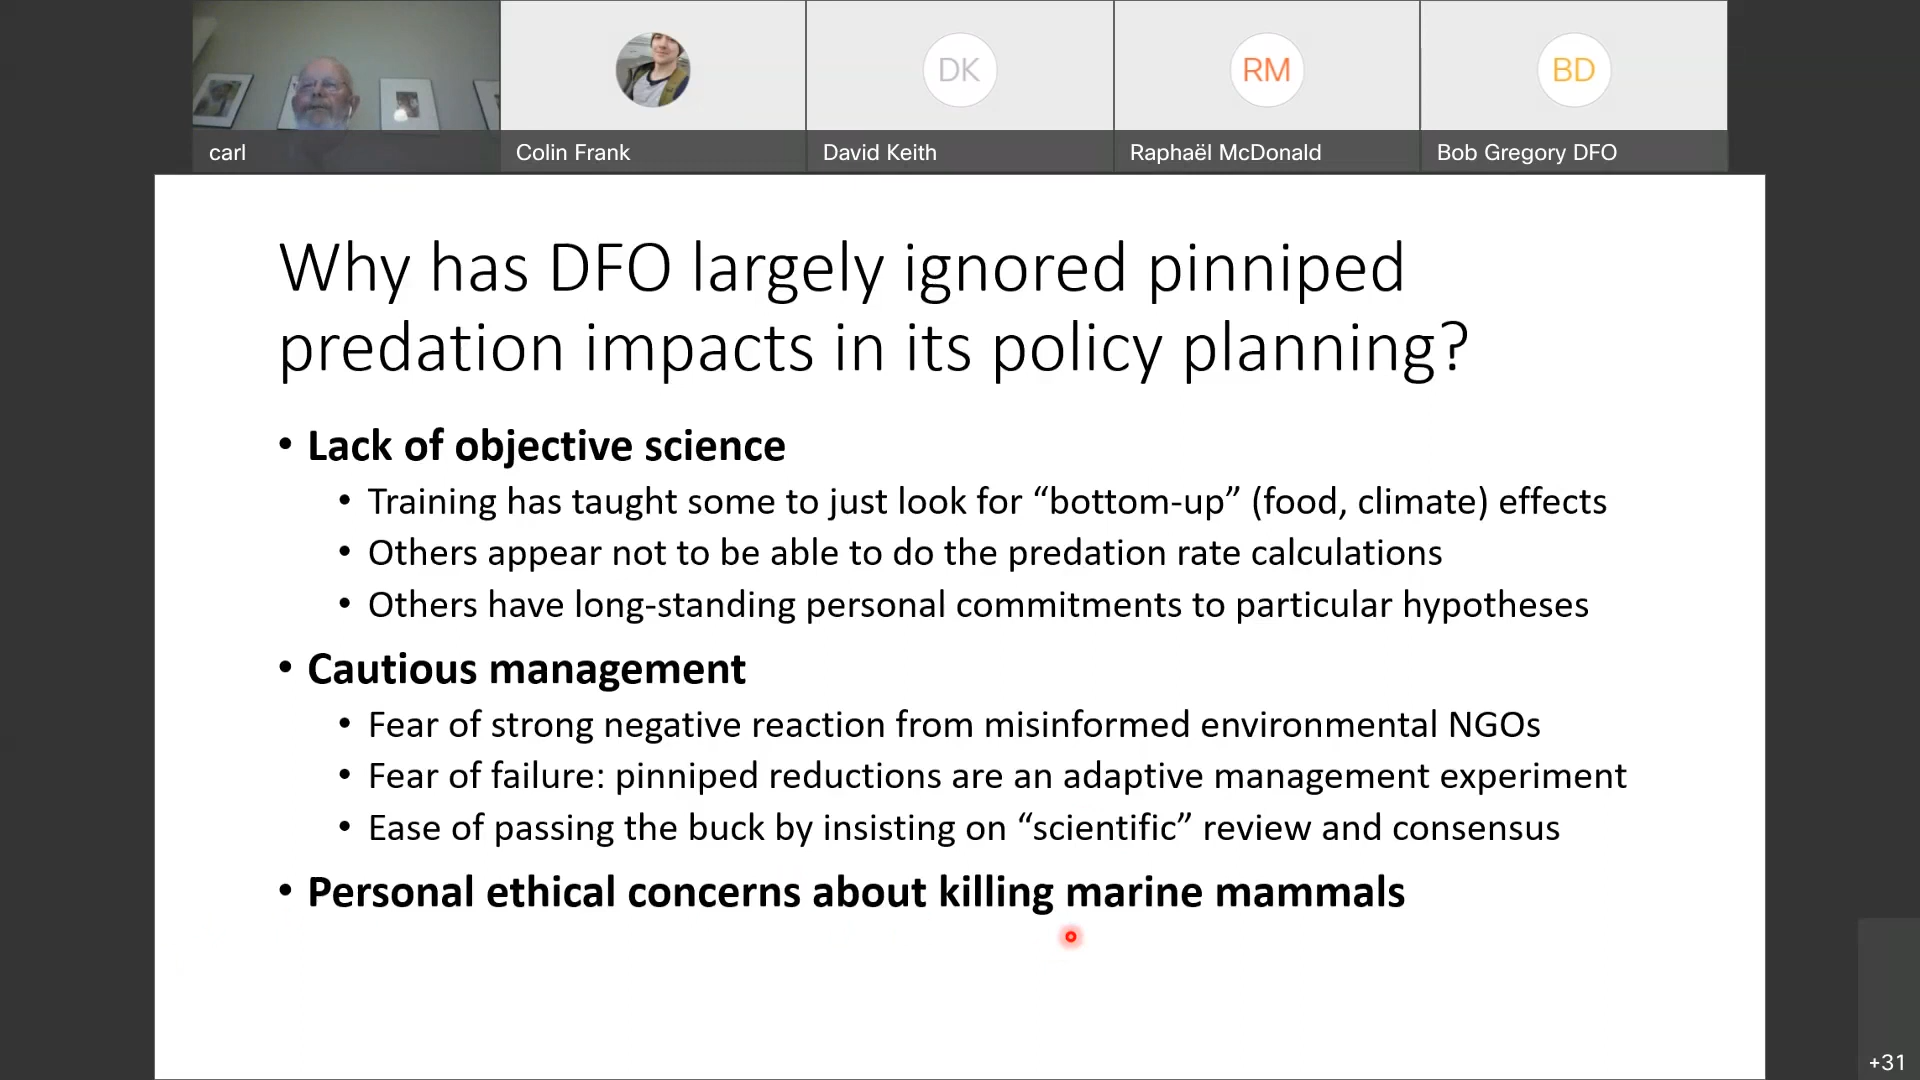 carl
Colin Frank
DK
David Keith
RM
Raphaël McDonald
BD
Bob Gregory DFO
Why has DFO largely ignored pinniped
predation impacts in its policy planning?
• Lack of objective science
• Training has taught some to just look for “bottom-up” (food, climate) effects
• Others appear not to be able to do the predation rate calculations
• Others have long-standing personal commitments to particular hypotheses
• Cautious management
• Fear of strong negative reaction from misinformed environmental NGOs
• Fear of failure: pinniped reductions are an adaptive management experiment
• Ease of passing the buck by insisting on “scientific” review and consensus
• Personal ethical concerns about killing marine mammals
+31